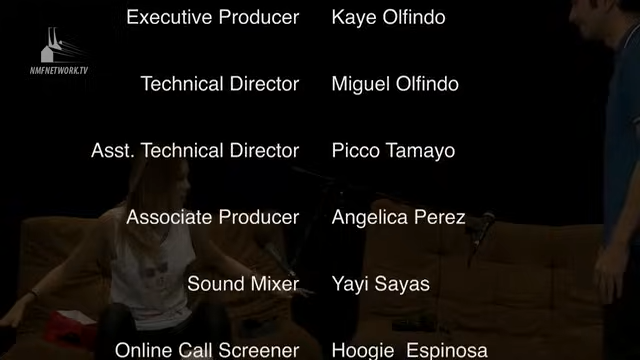 Executive Producer Kaye Olfindo
NMFNETWORK.TV
Technical Director Miguel Olfindo
Asst. Technical Director Picco Tamayo
Associate Producer Angelica Perez
Sound Mixer Yayi Sayas
Online Call Screener Hoogie Espinosa